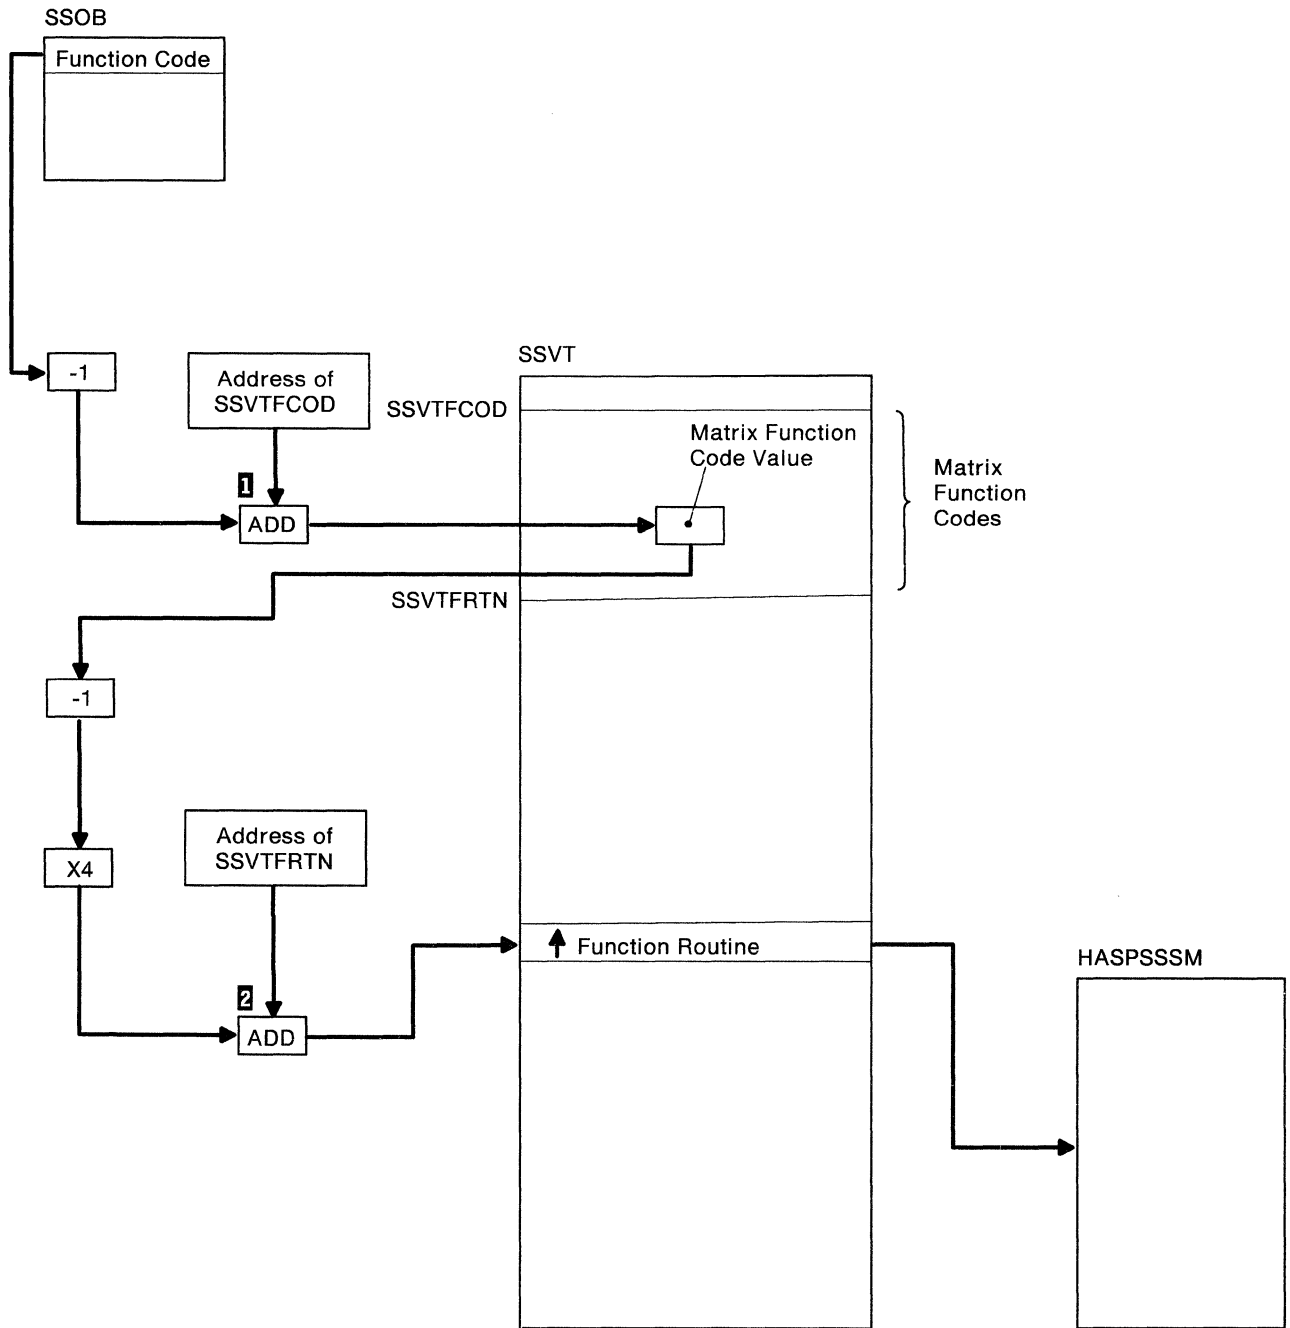 SSOB
Function Code
-1
Address of
SSVTFCOD
SSVT
SSVTFCOD
Matrix Function
Code Value
Matrix
Function
Codes
1
ADD
SSVTFRTN
-1
Address of
SSVTFRTN
X4
Function Routine
HASPSSSM
2
ADD